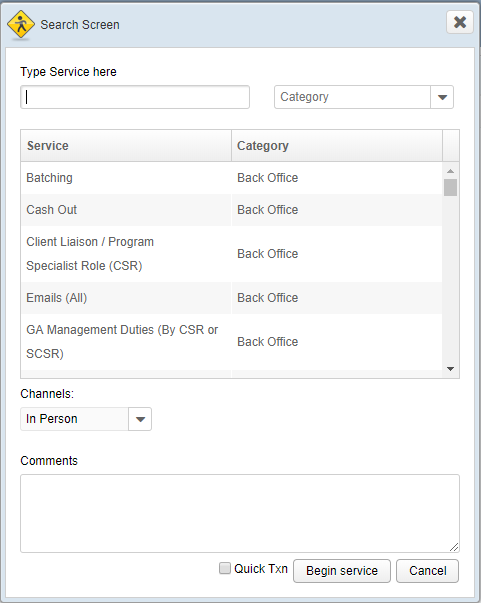 Search Screen
Type Service here
Category
Service Category
Batching Back Office
Cash Out Back Office
Client Liaison / Program
Specialist Role (CSR) Back Office
Emails (All) Back Office
GA Management Duties (By CSR or
SCSR) Back Office
Channels:
In Person
Comments
Quick Txn Begin service Cancel